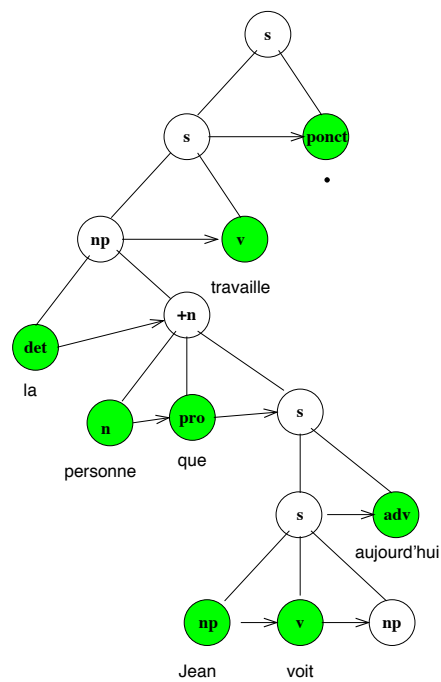 s
s ponct
.
np v
travaille
+n
det
la
n pro s
personne que
s adv
aujourd'hui
np v np
Jean voit